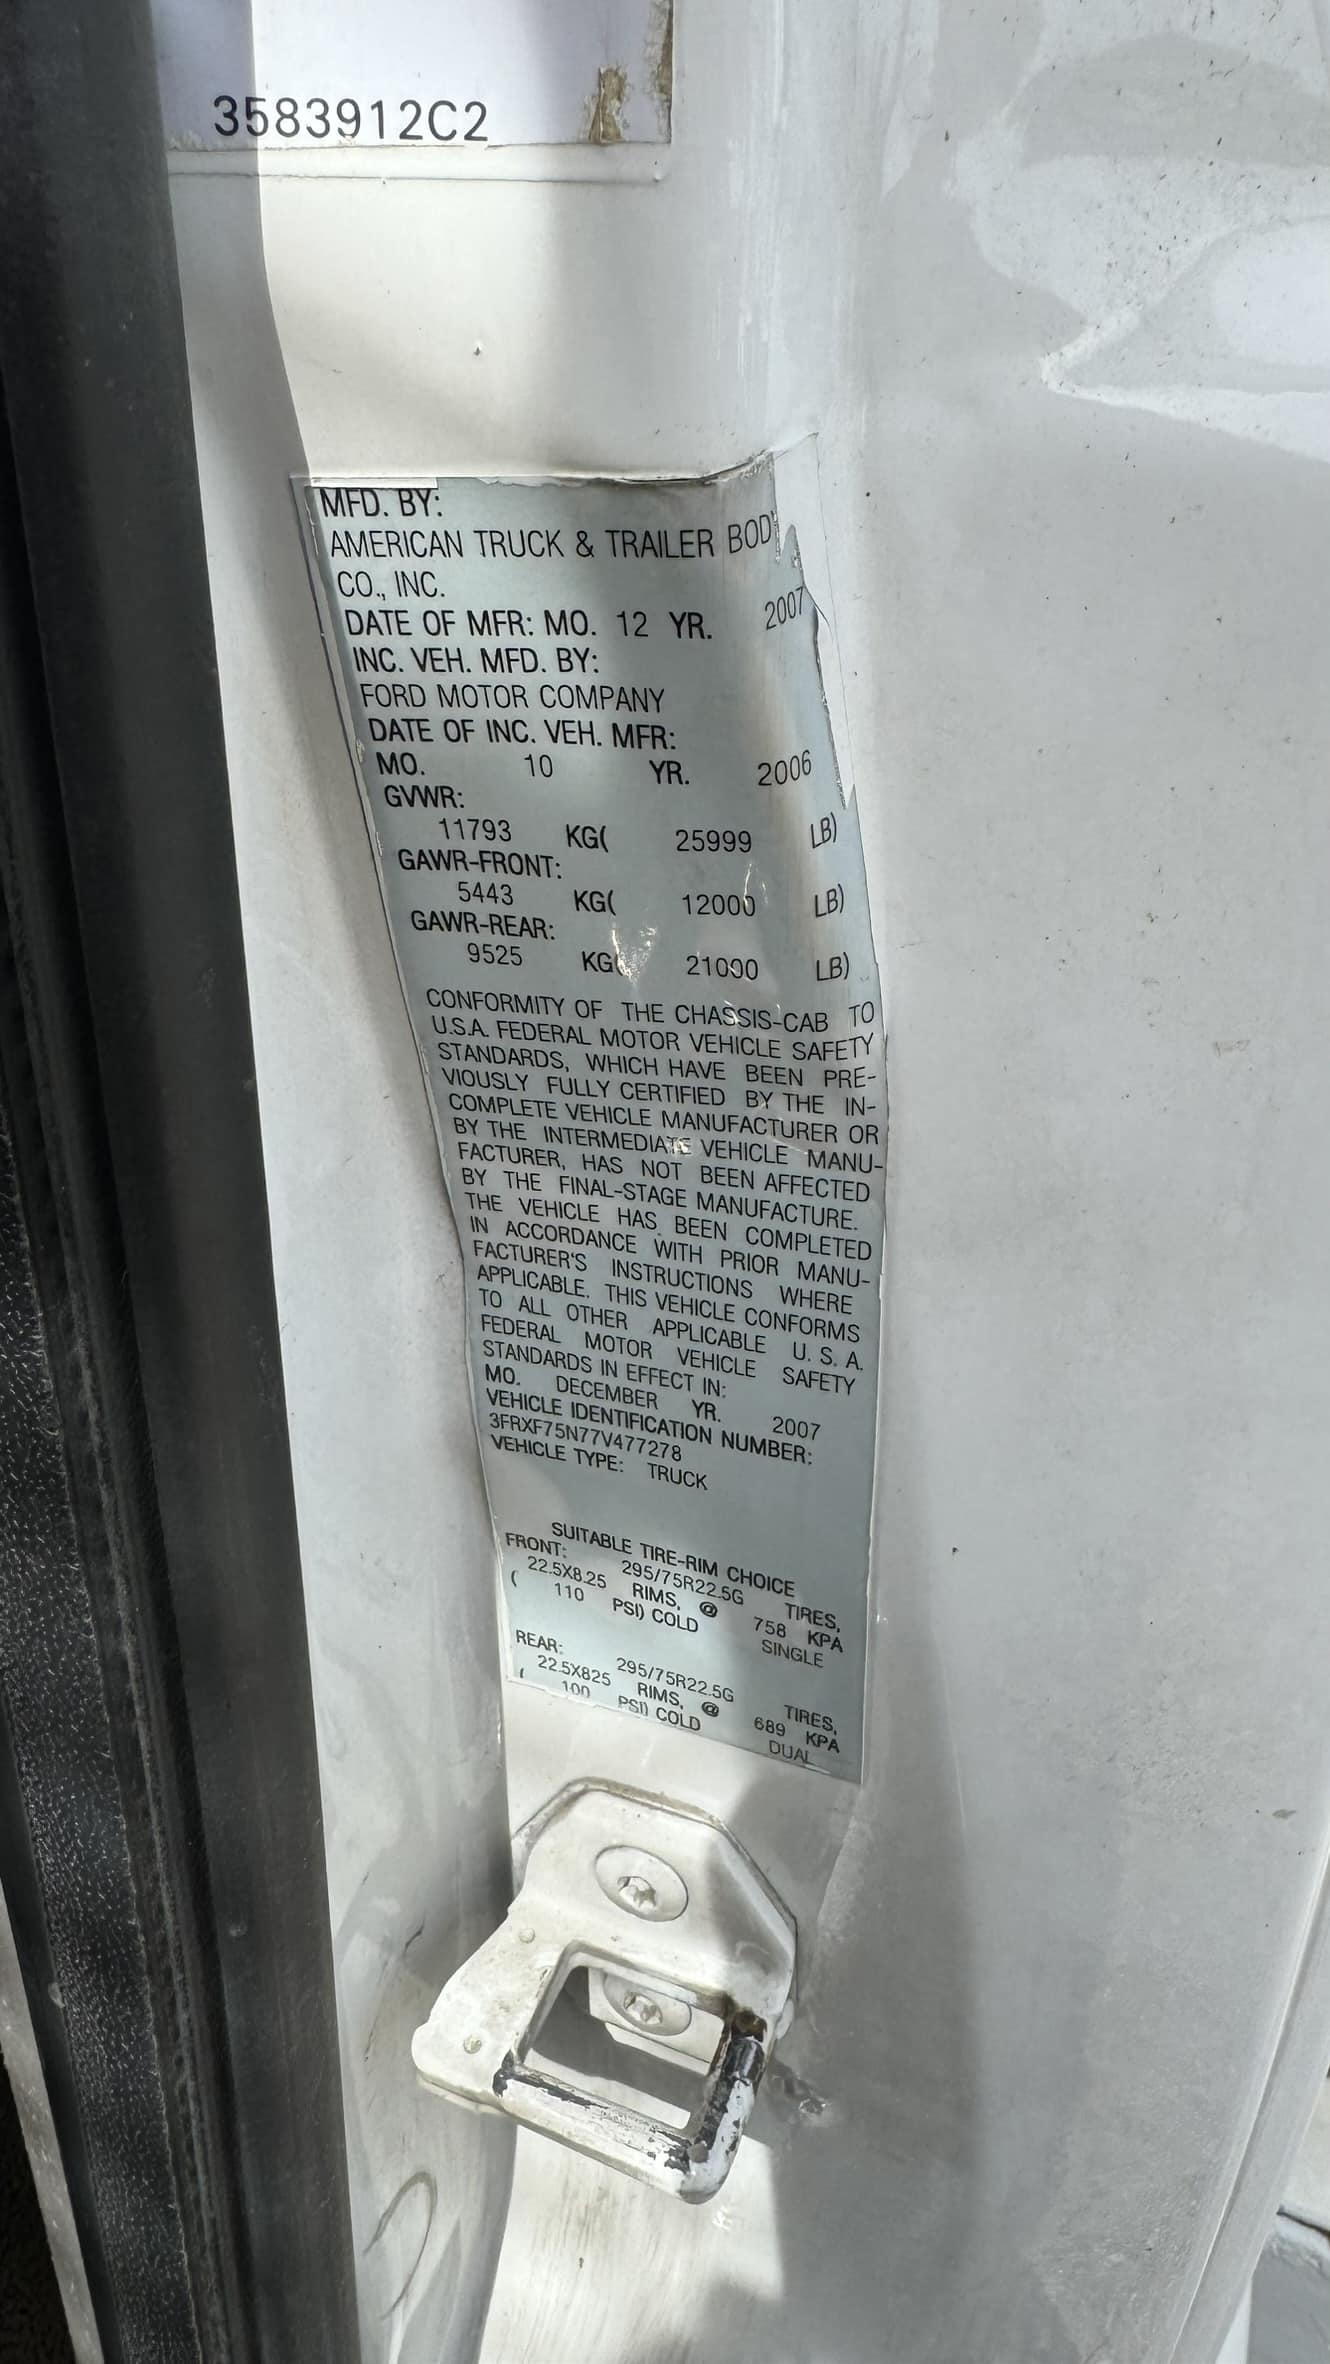 3583912C2
MFD. BY:
AMERICAN TRUCK & TRAILER BODY
CO., INC.
DATE OF MFR: MO. 12 YR. 2007
INC. VEH. MFD. BY:
FORD MOTOR COMPANY
DATE OF INC. VEH. MFR:
MO. 10 YR. 2006
GVWR:
11793 KG( 25999 LB)
GAWR-FRONT:
5443 KG( 12000 LB)
GAWR-REAR:
9525 KG( 21000 LB)
CONFORMITY OF THE CHASSIS-CAB TO
U.S.A. FEDERAL MOTOR VEHICLE SAFETY
STANDARDS, WHICH HAVE BEEN PRE-
VIOUSLY FULLY CERTIFIED BY THE IN-
COMPLETE VEHICLE MANUFACTURER OR
BY THE INTERMEDIATE VEHICLE MANU-
FACTURER, HAS NOT BEEN AFFECTED
BY THE FINAL-STAGE MANUFACTURE.
THE VEHICLE HAS BEEN COMPLETED
IN ACCORDANCE WITH PRIOR MANU-
FACTURER'S INSTRUCTIONS WHERE
APPLICABLE. THIS VEHICLE CONFORMS
TO ALL OTHER APPLICABLE U. S. A.
FEDERAL MOTOR VEHICLE SAFETY
STANDARDS IN EFFECT IN:
MO. DECEMBER YR. 2007
VEHICLE IDENTIFICATION NUMBER:
3FRXF75N77V477278
VEHICLE TYPE: TRUCK
SUITABLE TIRE-RIM CHOICE
FRONT: 295/75R22.5G TIRES,
22.5X8.25 RIMS, @ 758 KPA
( 110 PSI) COLD SINGLE
REAR: 295/75R22.5G TIRES,
22.5X825 RIMS, @ 689 KPA
( 100 PSI) COLD DUAL